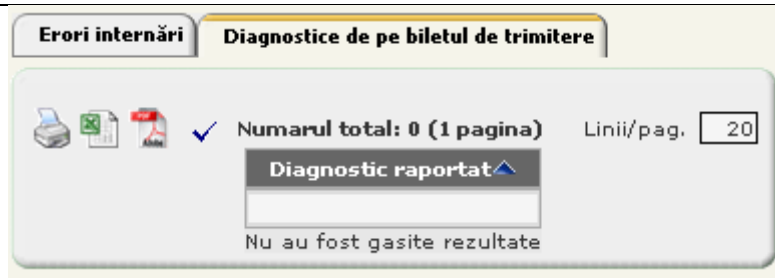 Erori internări
Diagnostice de pe biletul de trimitere
Numarul total: 0 (1 pagina)
Linii/pag. 20
Diagnostic raportat
Nu au fost gasite rezultate